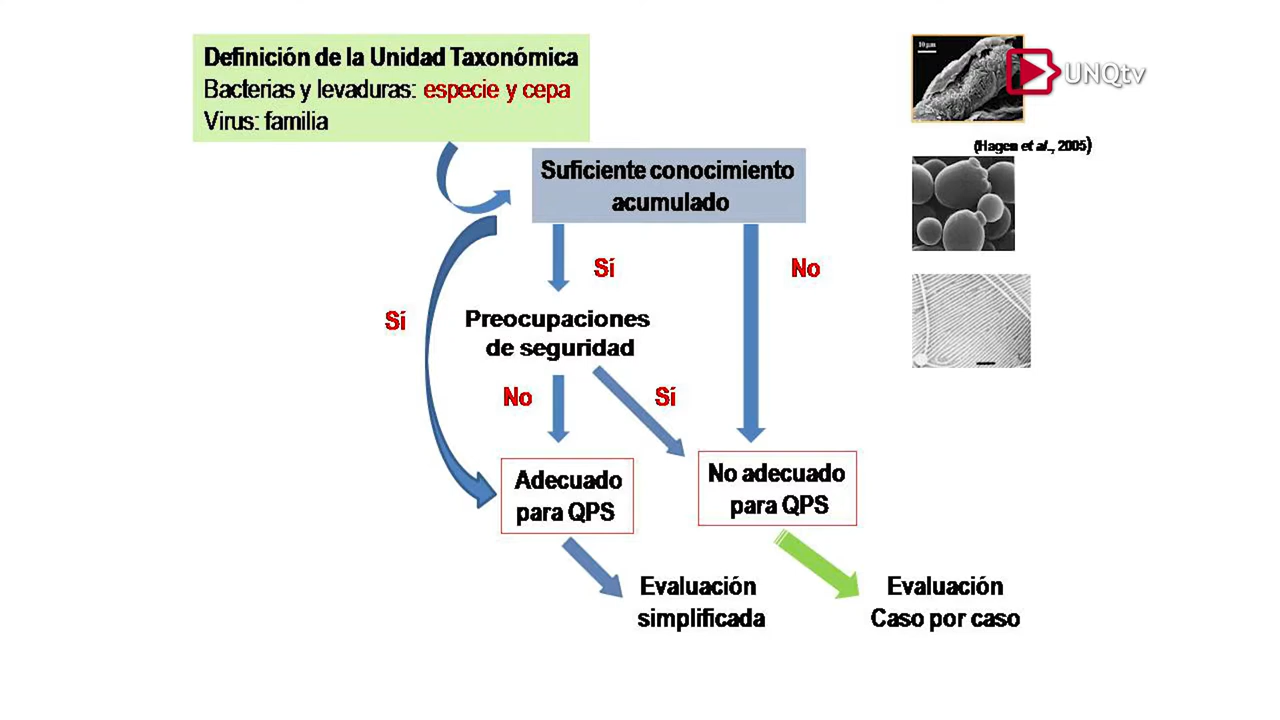 Definición de la Unidad Taxonómica
Bacterias y levaduras: especie y cepa
Virus: familia
10 µm
UNQtv
(Hagen et al., 2005)
Suficiente conocimiento
acumulado
Sí
No
Sí
Preocupaciones
de seguridad
No
Sí
Adecuado
para QPS
No adecuado
para QPS
Evaluación
simplificada
Evaluación
Caso por caso